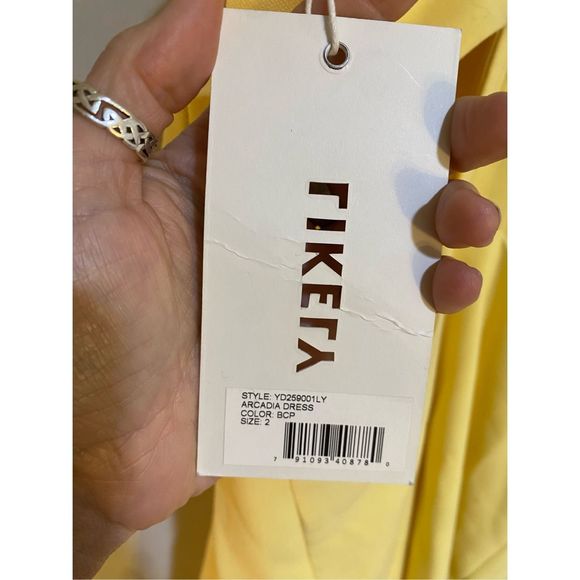 LIKELY
STYLE: YD259001LY
ARCADIA DRESS
COLOR: BCP
SIZE: 2
7 91093 40878 0